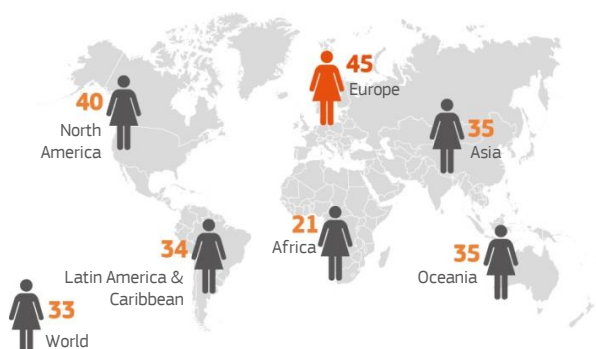 45
Europe
40
North
America
35
Asia
21
Africa
34
Latin America &
Caribbean
35
Oceania
33
World